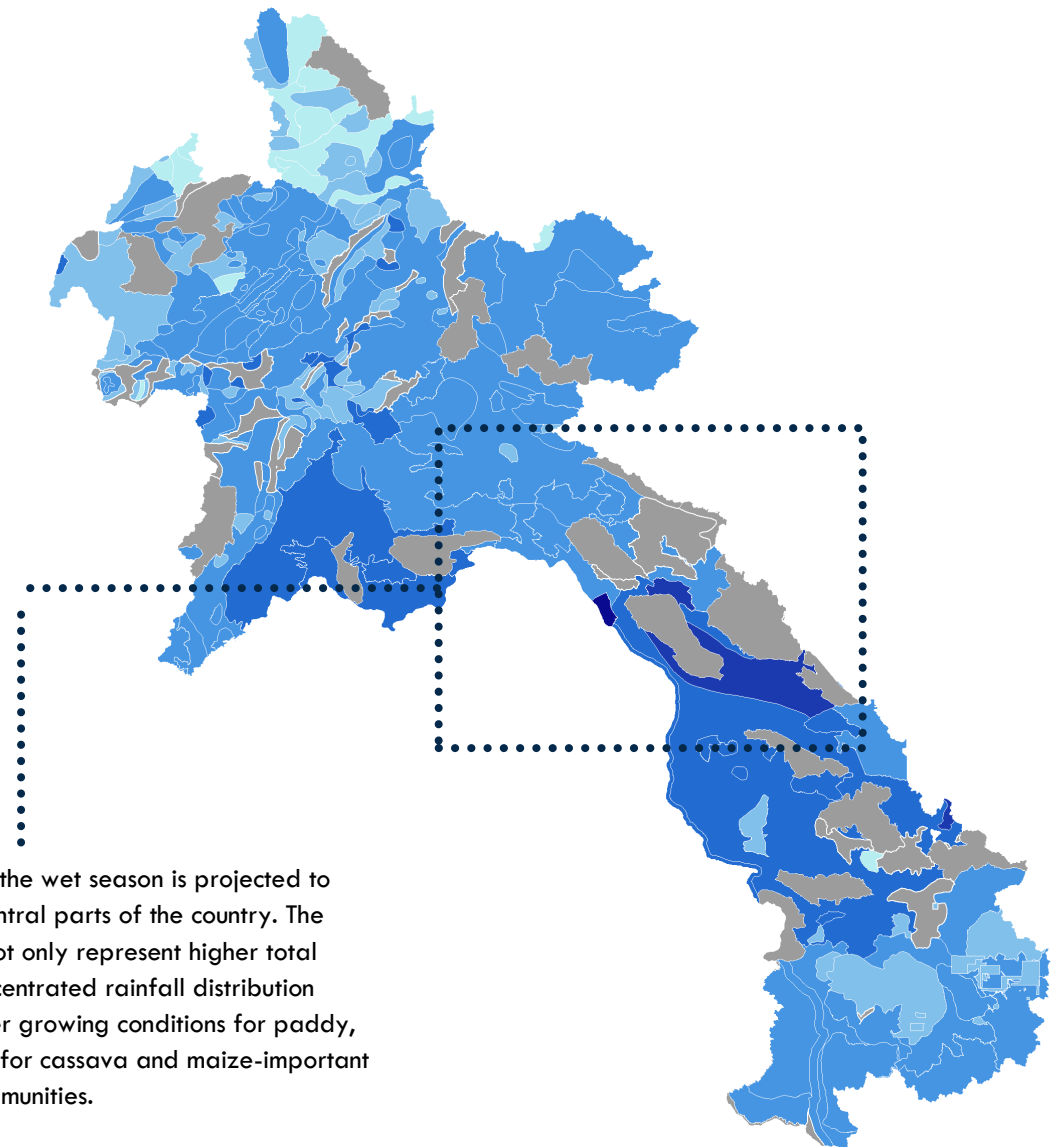 the wet season is projected to
ntral parts of the country. The
ot only represent higher total
centrated rainfall distribution
er growing conditions for paddy,
for cassava and maize-important
munities.